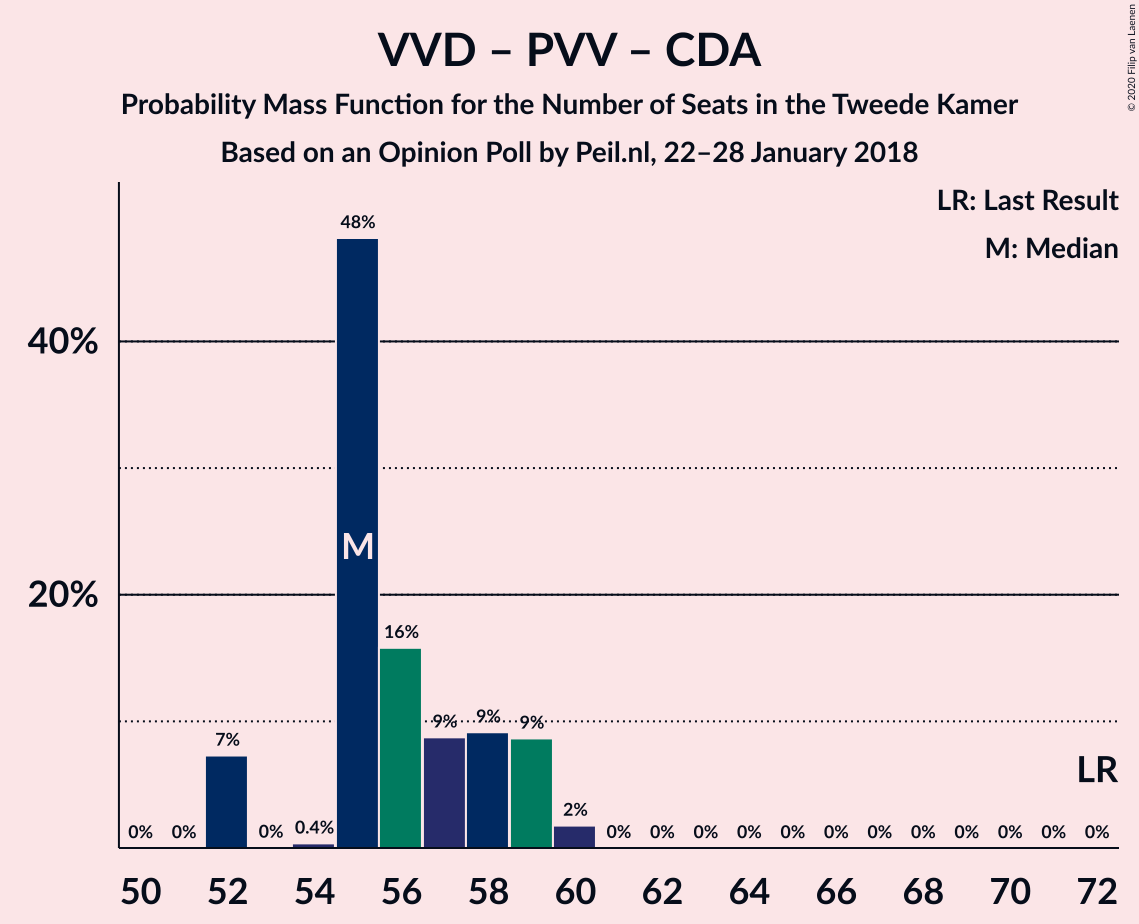 VVD – PVV – CDA
Probability Mass Function for the Number of Seats in the Tweede Kamer
Based on an Opinion Poll by Peil.nl, 22–28 January 2018
© 2020 Filip van Laenen
LR: Last Result
M: Median
40%
20%
0% 0% 7% 0% 0.4% 48% 16% 9% 9% 9% 2% 0% 0% 0% 0% 0% 0% 0% 0% 0% 0% 0% 0%
M
LR
50 52 54 56 58 60 62 64 66 68 70 72